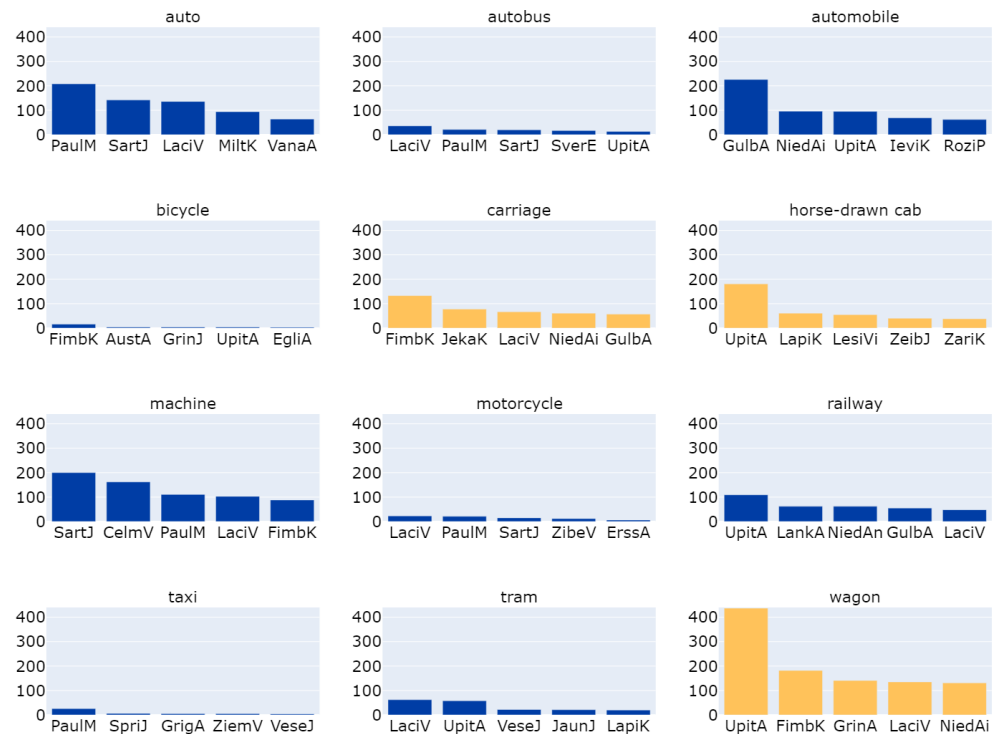 auto autobus automobile
400 400 400
300 300 300
200 200 200
100 100 100
0 0 0
PaulM SartJ LaciV MiltK VanaA LaciV PaulM SartJ SverE UpitA GulbA NiedAi UpitA IeviK RoziP
bicycle carriage horse-drawn cab
400 400 400
300 300 300
200 200 200
100 100 100
0 0 0
FimbK AustA GrinJ UpitA EgliA FimbK JekaK LaciV NiedAi GulbA UpitA LapiK LesiVi ZeibJ ZariK
machine motorcycle railway
400 400 400
300 300 300
200 200 200
100 100 100
0 0 0
SartJ CelmV PaulM LaciV FimbK LaciV PaulM SartJ ZibeV ErssA UpitA LankA NiedAn GulbA LaciV
taxi tram wagon
400 400 400
300 300 300
200 200 200
100 100 100
0 0 0
PaulM SpriJ GrigA ZiemV VeseJ LaciV UpitA VeseJ JaunJ LapiK UpitA FimbK GrinA LaciV NiedAi